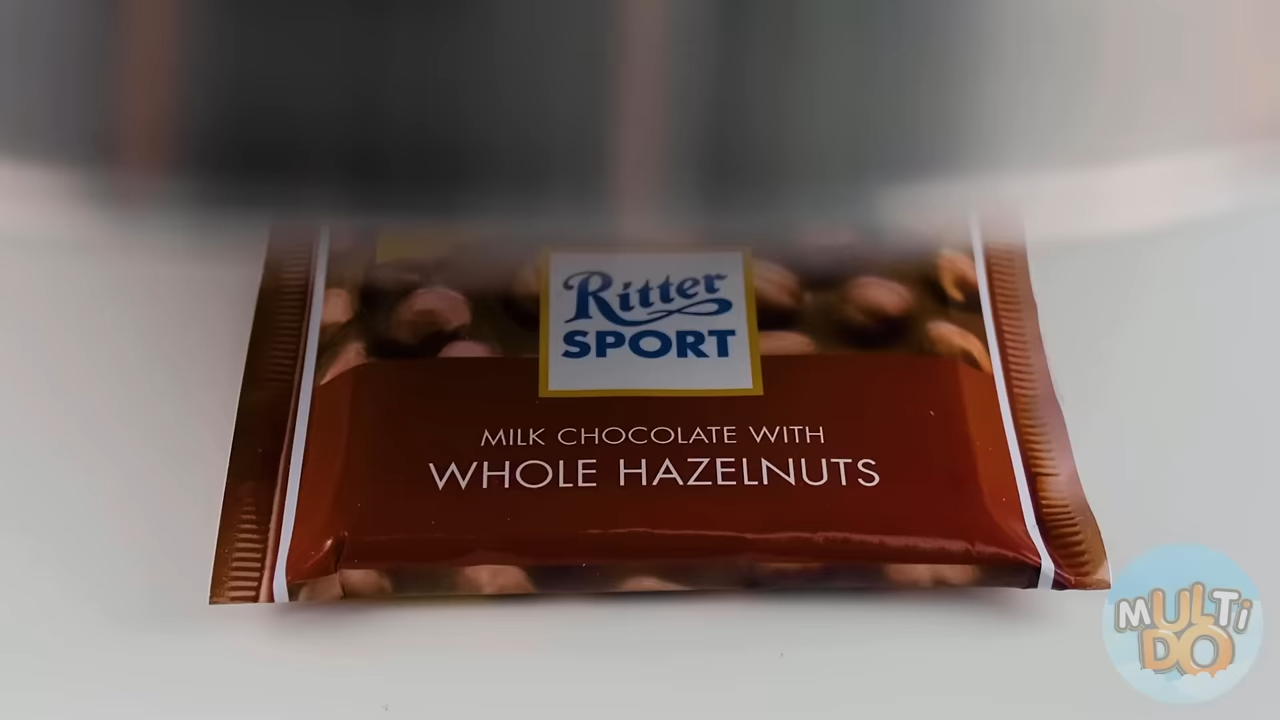 Ritter
SPORT
MILK CHOCOLATE WITH
WHOLE HAZELNUTS
MULTi
DO